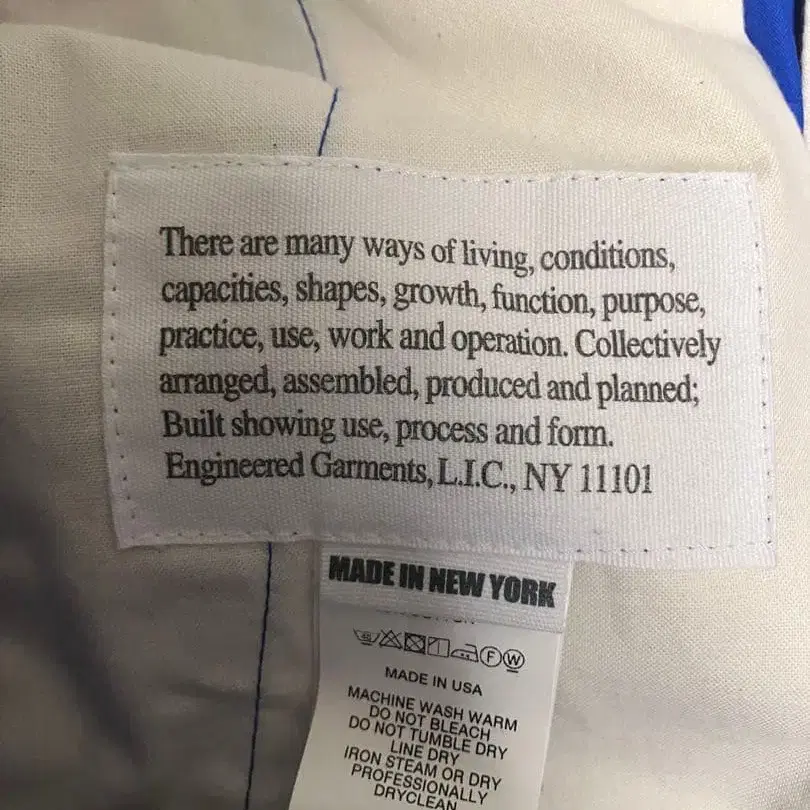 There are many ways of living, conditions,
capacities, shapes, growth, function, purpose,
practice, use, work and operation. Collectively
arranged, assembled, produced and planned;
Built showing use, process and form.
Engineered Garments, L.I.C., NY 11101
MADE IN NEW YORK
40 F W
MADE IN USA
MACHINE WASH WARM
DO NOT BLEACH
DO NOT TUMBLE DRY
LINE DRY
IRON STEAM OR DRY
PROFESSIONALLY
DRYCLEAN